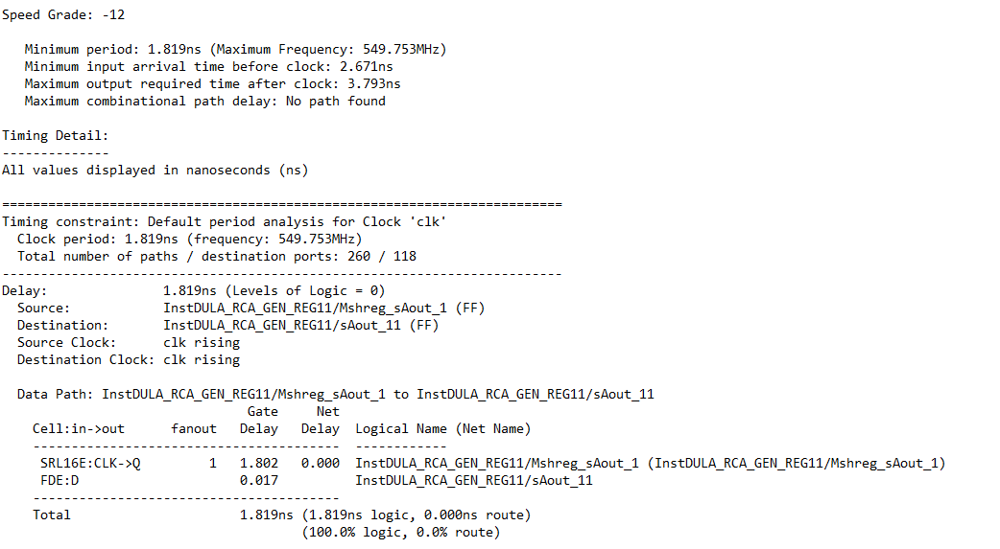 Speed Grade: -12
Minimum period: 1.819ns (Maximum Frequency: 549.753MHz)
Minimum input arrival time before clock: 2.671ns
Maximum output required time after clock: 3.793ns
Maximum combinational path delay: No path found
Timing Detail:
--------------
All values displayed in nanoseconds (ns)
=========================================================================
Timing constraint: Default period analysis for Clock 'clk'
Clock period: 1.819ns (frequency: 549.753MHz)
Total number of paths / destination ports: 260 / 118
-------------------------------------------------------------------------
Delay: 1.819ns (Levels of Logic = 0)
Source: InstDULA_RCA_GEN_REG11/Mshreg_sAout_1 (FF)
Destination: InstDULA_RCA_GEN_REG11/sAout_11 (FF)
Source Clock: clk rising
Destination Clock: clk rising
Data Path: InstDULA_RCA_GEN_REG11/Mshreg_sAout_1 to InstDULA_RCA_GEN_REG11/sAout_11
Gate Net
Cell:in->out fanout Delay Delay Logical Name (Net Name)
---------------------------------------- ------------
SRL16E:CLK->Q 1 1.802 0.000 InstDULA_RCA_GEN_REG11/Mshreg_sAout_1 (InstDULA_RCA_GEN_REG11/Mshreg_sAout_1)
FDE:D 0.017 InstDULA_RCA_GEN_REG11/sAout_11
----------------------------------------
Total 1.819ns (1.819ns logic, 0.000ns route)
(100.0% logic, 0.0% route)